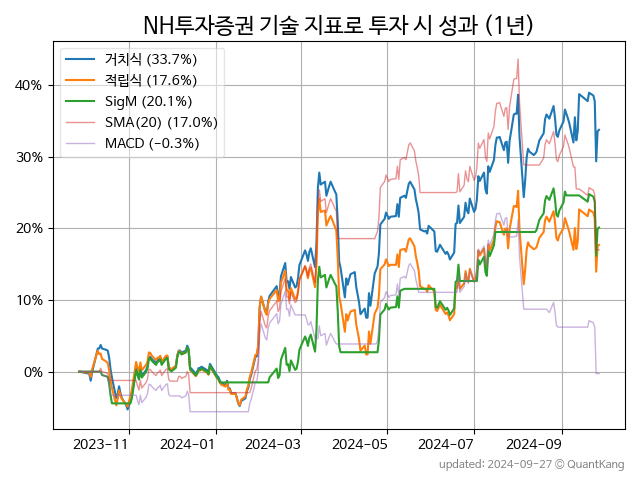 NH투자증권 기술 지표로 투자 시 성과 (1년)
거치식 (33.7%)
적립식 (17.6%)
SigM (20.1%)
SMA(20) (17.0%)
MACD (−0.3%)
40%
30%
20%
10%
0%
2023-11 2024-01 2024-03 2024-05 2024-07 2024-09
updated: 2024-09-27 © QuantKang